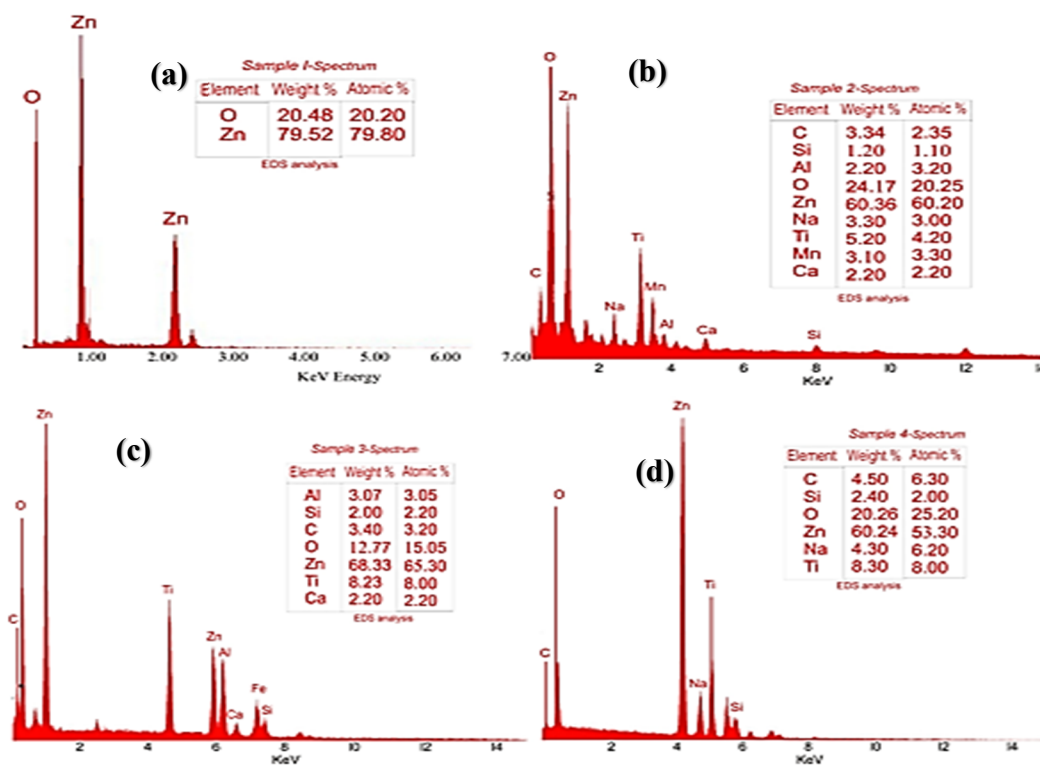 (a)
Zn
O
Zn
Sample 1-Spectrum
Element Weight % Atomic %
O 20.48 20.20
Zn 79.52 79.80
EDS analysis
1.00 2.00 3.00 4.00 5.00 6.00 7.00
KeV Energy
(b)
O
Zn
S
C
Ti
Na
Mn
Al
Ca
Si
Sample 2-Spectrum
Element Weight % Atomic %
C 3.34 2.35
Si 1.20 1.10
Al 2.20 3.20
O 24.17 20.25
Zn 60.36 60.20
Na 3.30 3.00
Ti 5.20 4.20
Mn 3.10 3.30
Ca 2.20 2.20
EDS analysis
2 4 6 8 10 12
KeV
(c)
Zn
O
C
Ti
Zn
Al
Ca
Fe
Si
Sample 3-Spectrum
Element Weight % Atomic %
Al 3.07 3.05
Si 2.00 2.20
C 3.40 3.20
O 12.77 15.05
Zn 68.33 65.30
Ti 8.23 8.00
Ca 2.20 2.20
EDS analysis
2 4 6 8 10 12 14
KeV
(d)
Zn
O
C
Na
Ti
Si
Sample 4-Spectrum
Element Weight % Atomic %
C 4.50 6.30
Si 2.40 2.00
O 20.26 25.20
Zn 60.24 53.30
Na 4.30 6.20
Ti 8.30 8.00
EDS analysis
4 6 8 10 12 14
KeV